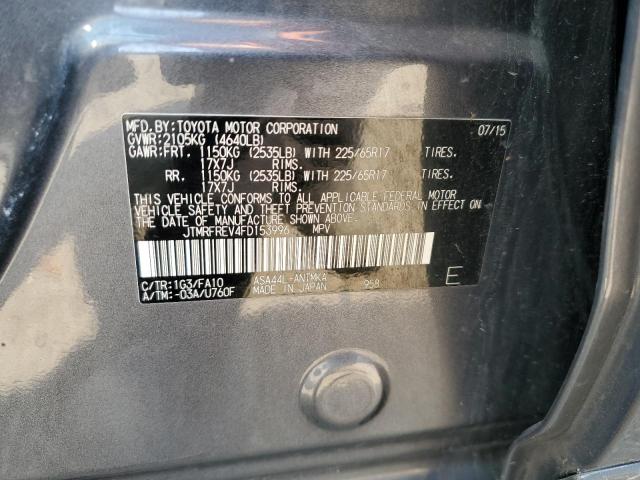 MFD. BY: TOYOTA MOTOR CORPORATION 07/15
GVWR: 2105KG (4640LB)
GAWR: FRT. 1150KG (2535LB) WITH 225/65R17 TIRES.
17X7J RIMS.
RR. 1150KG (2535LB) WITH 225/65R17 TIRES.
17X7J RIMS.
THIS VEHICLE CONFORMS TO ALL APPLICABLE FEDERAL MOTOR
VEHICLE SAFETY AND THEFT PREVENTION STANDARDS IN EFFECT ON
THE DATE OF MANUFACTURE SHOWN ABOVE.
JTMRFREV4FD153996 MPV
C/TR: 1G3/FA10 ASA44L-ANTMKA 958 E
A/TM: -03A/U760F MADE IN JAPAN